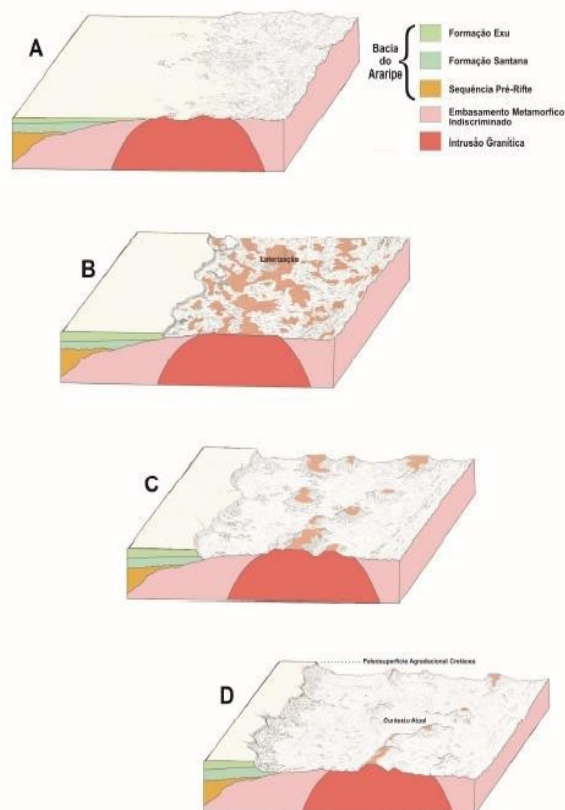 A
Bacia
do
Araripe
Formação Exu
Formação Santana
Sequência Pré-Rifte
Embasamento Metamorfico
Indiscriminado
Intrusão Granítica
B
Laterização
C
D
Paleosuperfície Agradacional Cretácea
Contexto Atual